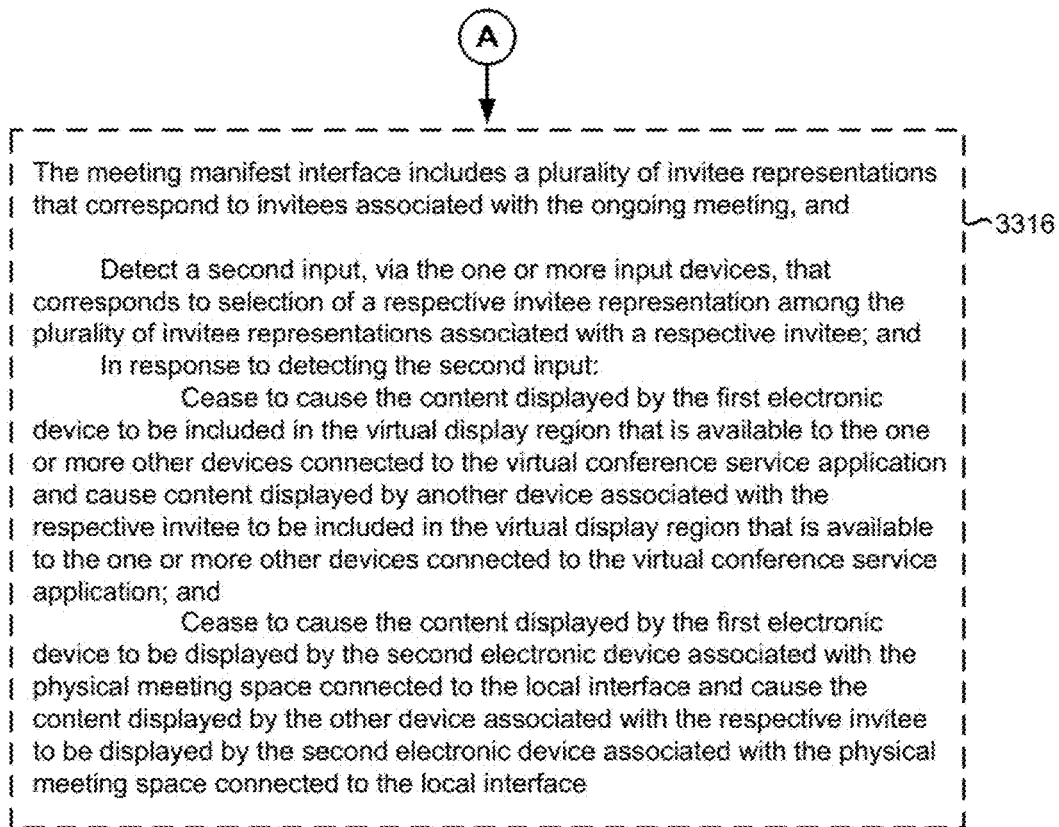 A
The meeting manifest interface includes a plurality of invitee representations
that correspond to invitees associated with the ongoing meeting, and
3316
Detect a second input, via the one or more input devices, that
corresponds to selection of a respective invitee representation among the
plurality of invitee representations associated with a respective invitee; and
In response to detecting the second input:
Cease to cause the content displayed by the first electronic
device to be included in the virtual display region that is available to the one
or more other devices connected to the virtual conference service application
and cause content displayed by another device associated with the
respective invitee to be included in the virtual display region that is available
to the one or more other devices connected to the virtual conference service
application; and
Cease to cause the content displayed by the first electronic
device to be displayed by the second electronic device associated with the
physical meeting space connected to the local interface and cause the
content displayed by the other device associated with the respective invitee
to be displayed by the second electronic device associated with the physical
meeting space connected to the local interface